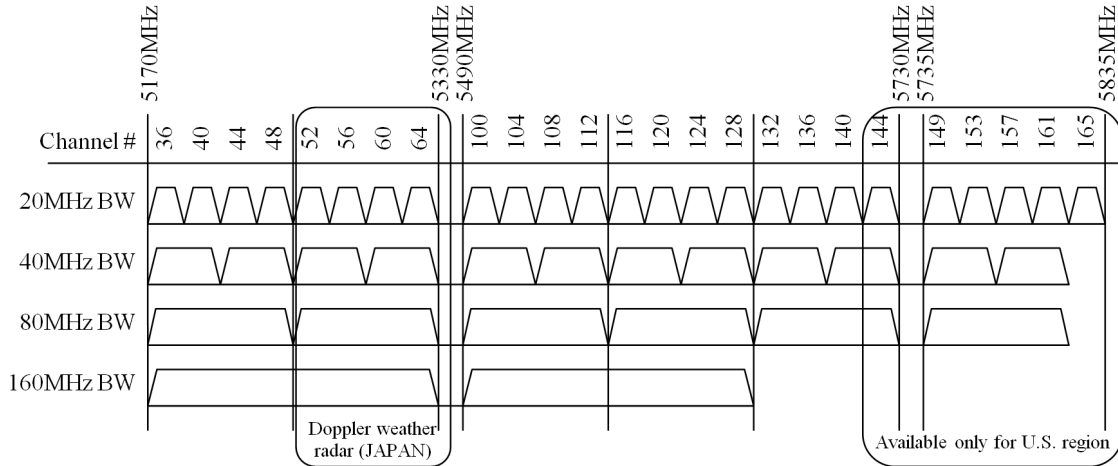 5170MHz
5330MHz
5490MHz
5730MHz
5735MHz
5835MHz
Channel # 36 40 44 48 52 56 60 64 100 104 108 112 116 120 124 128 132 136 140 144 149 153 157 161 165
20MHz BW
40MHz BW
80MHz BW
160MHz BW
Doppler weather
radar (JAPAN)
Available only for U.S. region